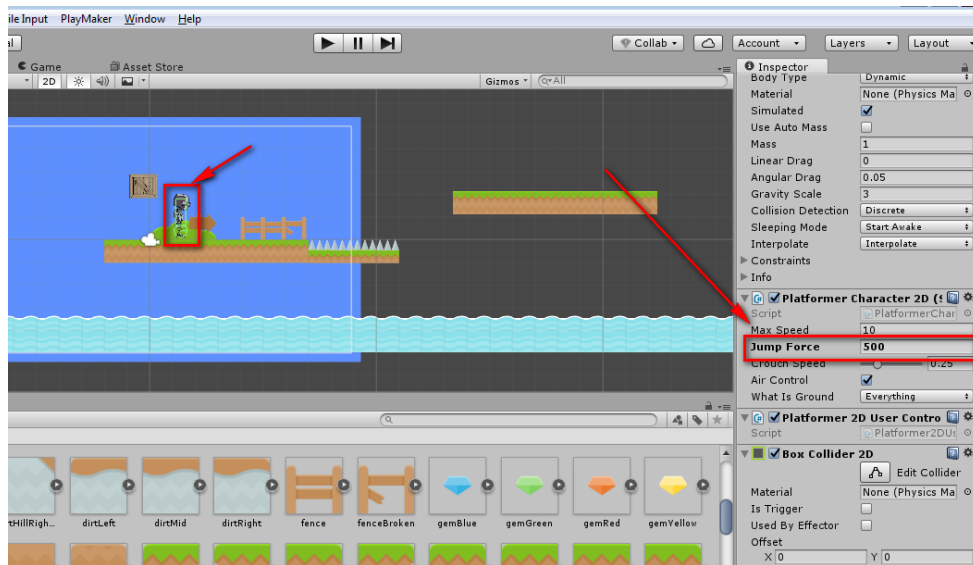 ile Input PlayMaker Window Help
al Collab Account Layers Layout
Game Asset Store
2D Gizmos All
Inspector
Body Type Dynamic
Material None (Physics Ma
Simulated
Use Auto Mass
Mass 1
Linear Drag 0
Angular Drag 0.05
Gravity Scale 3
Collision Detection Discrete
Sleeping Mode Start Awake
Interpolate Interpolate
Constraints
Info
Platformer Character 2D (S
Script PlatformerChar
Max Speed 10
Jump Force 500
Crouch Speed 0.25
Air Control
What Is Ground Everything
Platformer 2D User Contro
Script Platformer2DUs
Box Collider 2D
Edit Collider
Material None (Physics Ma
Is Trigger
Used By Effector
Offset
X 0 Y 0
tHillRigh... dirtLeft dirtMid dirtRight fence fenceBroken gemBlue gemGreen gemRed gemYellow